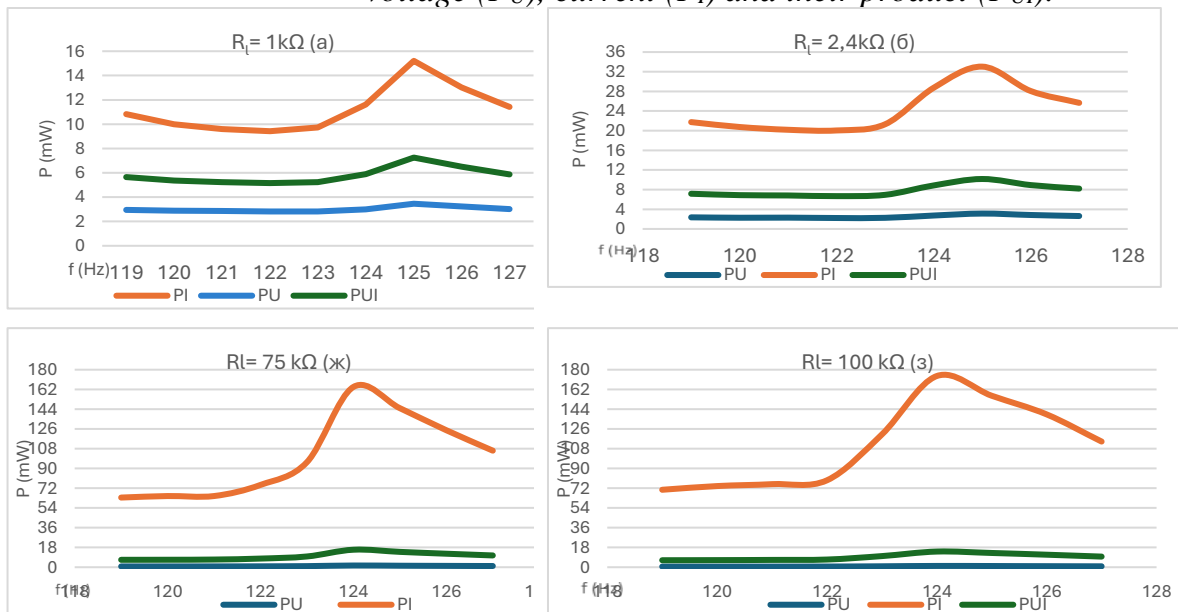 voltage (P U), current (P I) and their product (P UI).
Rₗ= 1kΩ (a)
16
14
12
10
8
6
4
2
0
P (mW)
f (Hz) 119 120 121 122 123 124 125 126 127
PI PU PUI
Rₗ= 2,4kΩ (б)
36
32
28
24
20
16
12
8
4
0
P (mW)
f (Hz) 118 120 122 124 126 128
PU PI PUI
Rl= 75 kΩ (ж)
180
162
144
126
108
90
72
54
36
18
0
P (mW)
f (Hz) 118 120 122 124 126 1
PU PI
Rl= 100 kΩ (з)
180
162
144
126
108
90
72
54
36
18
0
P (mW)
f (Hz) 118 120 122 124 126 128
PU PI PUI